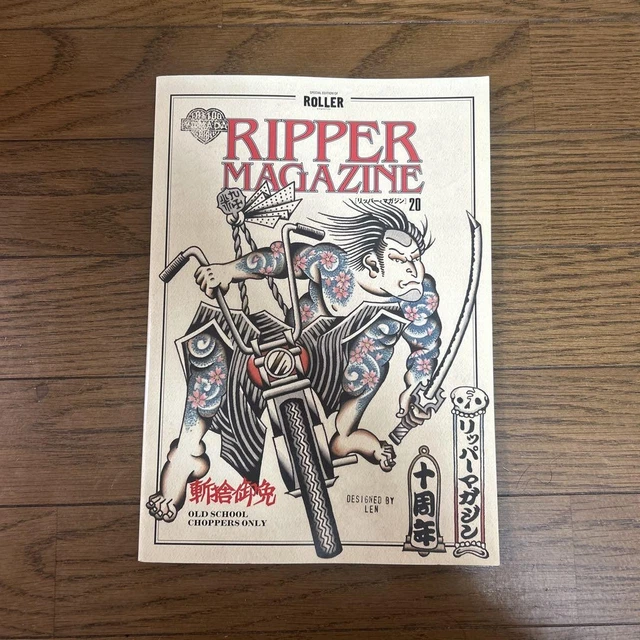 SPECIAL EDITION OF
ROLLER
RIPPER
MAGAZINE
[リッパー・マガジン] 20
斬捨御免
OLD SCHOOL
CHOPPERS ONLY
DESIGNED BY
LEN
十周年
リッパーマガジン